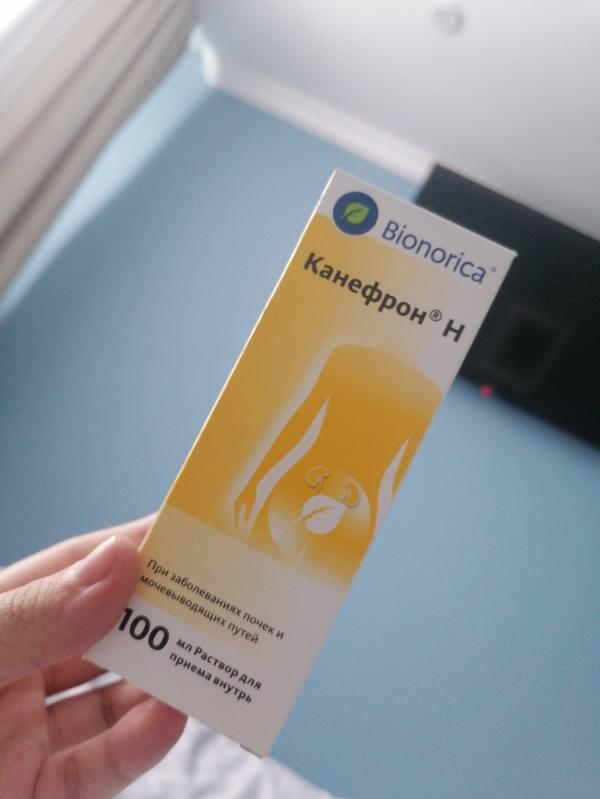 Bionorica®
Канефрон® Н
При заболеваниях почек и
мочевыводящих путей
100 мл Раствор для
приема внутрь